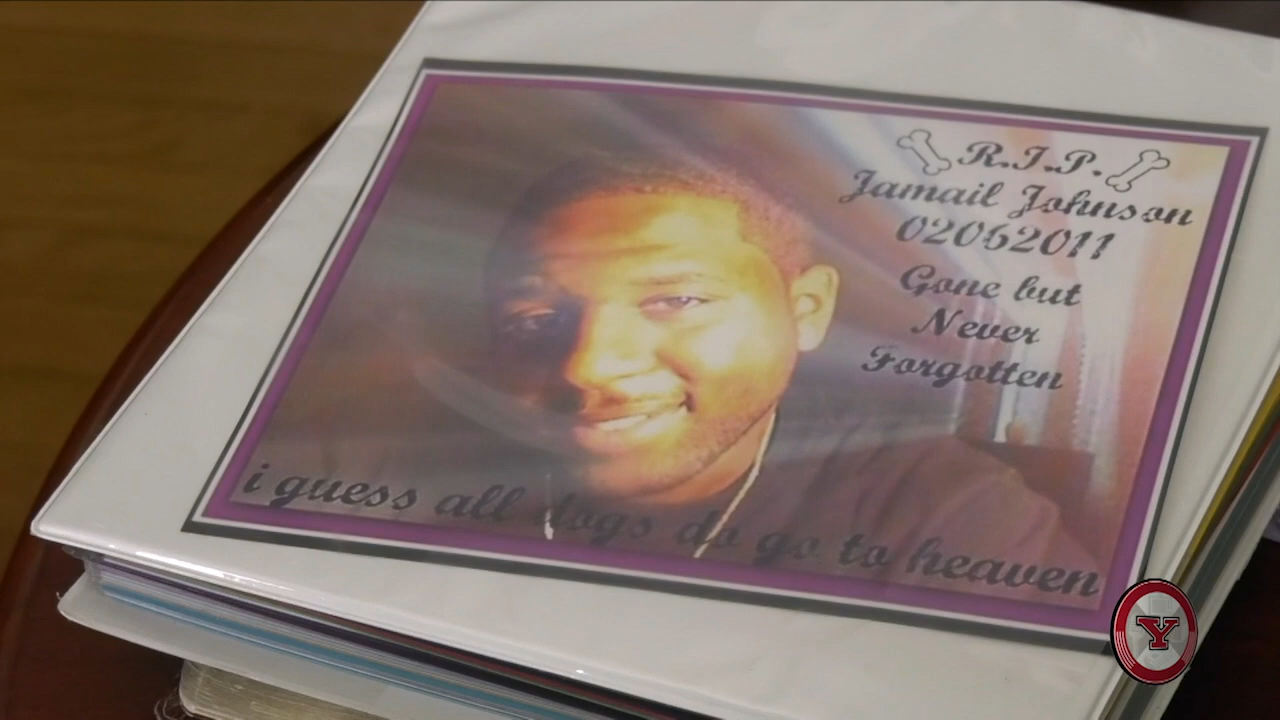 R.I.P.
Jamail Johnson
02062011
Gone but
Never
Forgotten
i guess all dogs do go to heaven
Y